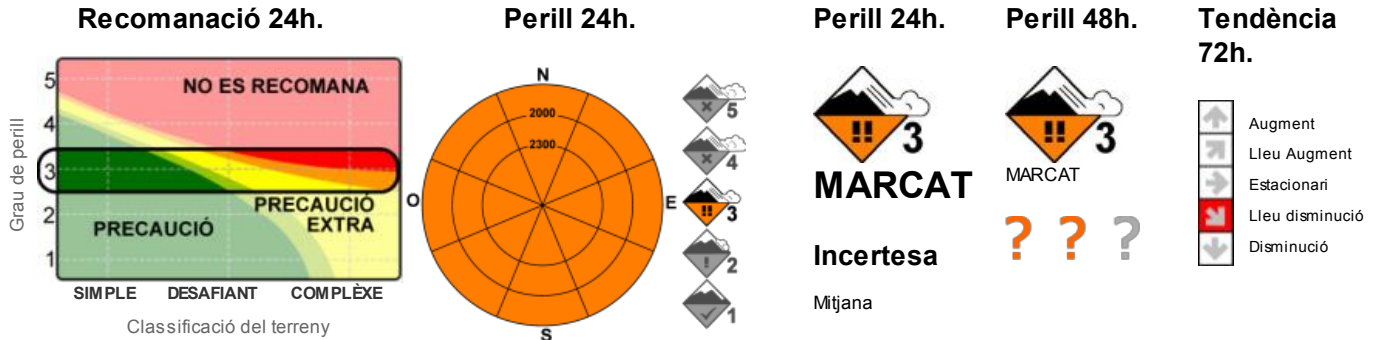 Recomanació 24h.
Perill 24h.
Perill 24h.
Perill 48h.
Tendència
72h.
Grau de perill
5
4
3
2
1
NO ES RECOMANA
PRECAUCIÓ
PRECAUCIÓ
EXTRA
SIMPLE DESAFIANT COMPLÈXE
Classificació del terreny
N
2000
2300
O
E
S
5
4
!! 3
! 2
1
!! 3
MARCAT
Incertesa
Mitjana
!! 3
MARCAT
? ? ?
Augment
Lleu Augment
Estacionari
Lleu disminució
Disminució